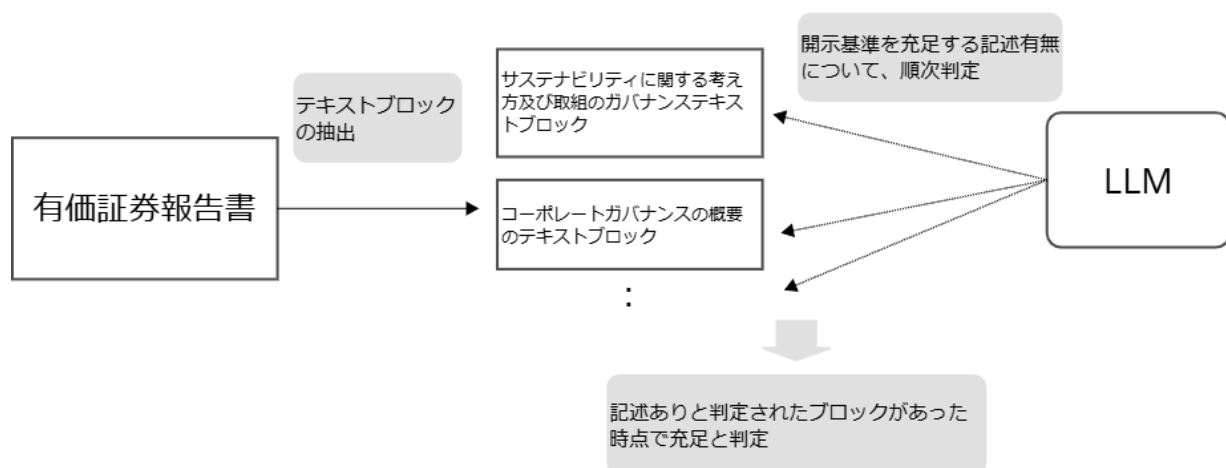 開示基準を充足する記述有無
について、順次判定
サステナビリティに関する考え
方及び取組のガバナンステキス
トブロック
テキストブロック
の抽出
有価証券報告書
LLM
コーポレートガバナンスの概要
のテキストブロック
：
記述ありと判定されたブロックがあった
時点で充足と判定